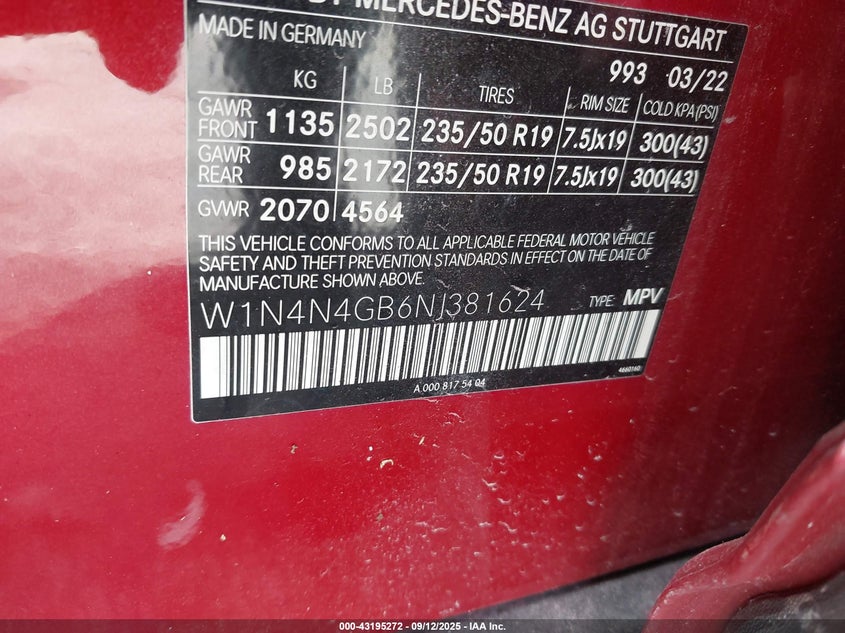 MERCEDES-BENZ AG STUTTGART
MADE IN GERMANY
993 03/22
KG LB TIRES RIM SIZE COLD KPA(PSI)
GAWR FRONT 1135 2502 235/50 R19 7.5Jx19 300(43)
GAWR REAR 985 2172 235/50 R19 7.5Jx19 300(43)
GVWR 2070 4564
THIS VEHICLE CONFORMS TO ALL APPLICABLE FEDERAL MOTOR VEHICLE
SAFETY AND THEFT PREVENTION STANDARDS IN EFFECT ON THE DATE OF
MANUFACTURE SHOWN ABOVE.
W1N4N4GB6NJ381624 TYPE: MPV
A 000 817 54 04
4660160
000-43195272 - 09/12/2025 - IAA Inc.